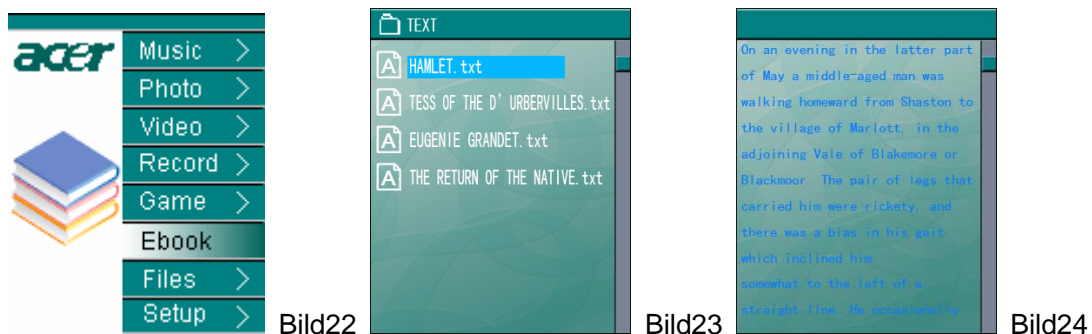 acer
Music >
Photo >
Video >
Record >
Game >
Ebook
Files >
Setup >
Bild22
TEXT
A HAMLET.txt
A TESS OF THE D' URBERVILLES.txt
A EUGENIE GRANDET.txt
A THE RETURN OF THE NATIVE.txt
Bild23
On an evening in the latter part
of May a middle-aged man was
walking homeward from Shaston to
the village of Marlott, in the
adjoining Vale of Blakemore or
Blackmoor. The pair of legs that
carried him were rickety, and
there was a bias in his gait
which inclined him
somewhat to the left of a
straight line. He occasionally
Bild24